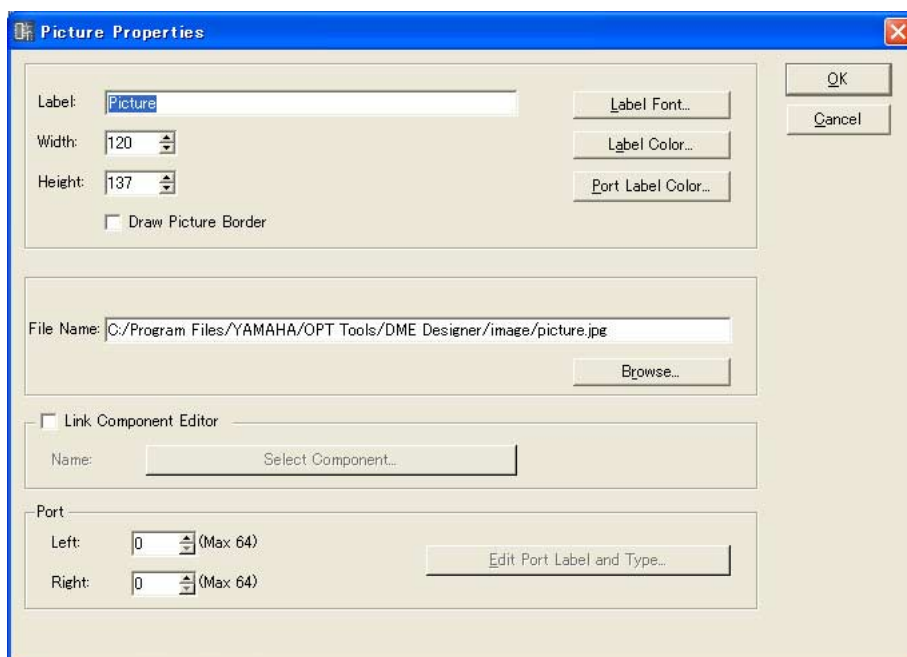 Picture Properties
Label: Picture Label Font... OK
Width: 120 Label Color... Cancel
Height: 137 Port Label Color...
Draw Picture Border
File Name: C:/Program Files/YAMAHA/OPT Tools/DME Designer/image/picture.jpg
Browse...
Link Component Editor
Name: Select Component...
Port
Left: 0 (Max 64) Edit Port Label and Type...
Right: 0 (Max 64)